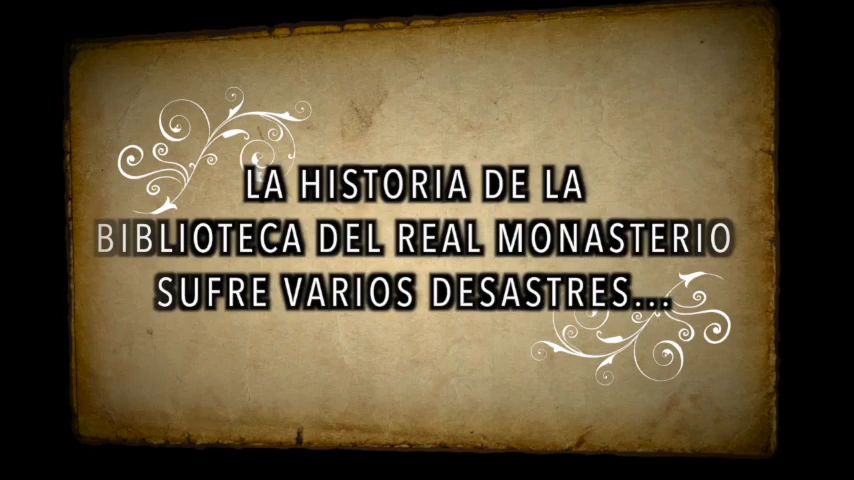 LA HISTORIA DE LA
BIBLIOTECA DEL REAL MONASTERIO
SUFRE VARIOS DESASTRES...